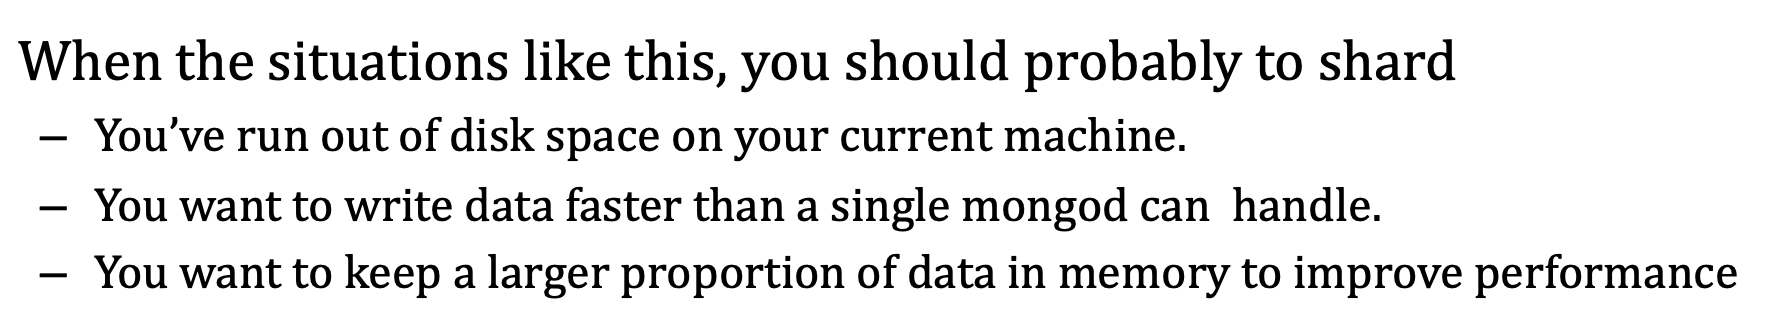 When the situations like this, you should probably to shard
– You’ve run out of disk space on your current machine.
– You want to write data faster than a single mongod can  handle.
– You want to keep a larger proportion of data in memory to improve performance